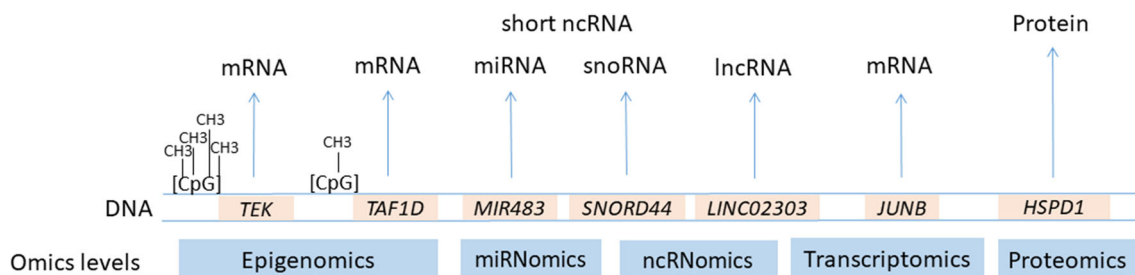 short ncRNA
Protein
mRNA mRNA miRNA snoRNA lncRNA mRNA
CH3
CH3
CH3 CH3
CH3
[CpG] [CpG]
DNA TEK TAF1D MIR483 SNORD44 LINC02303 JUNB HSPD1
Omics levels Epigenomics miRNomics ncRNomics Transcriptomics Proteomics